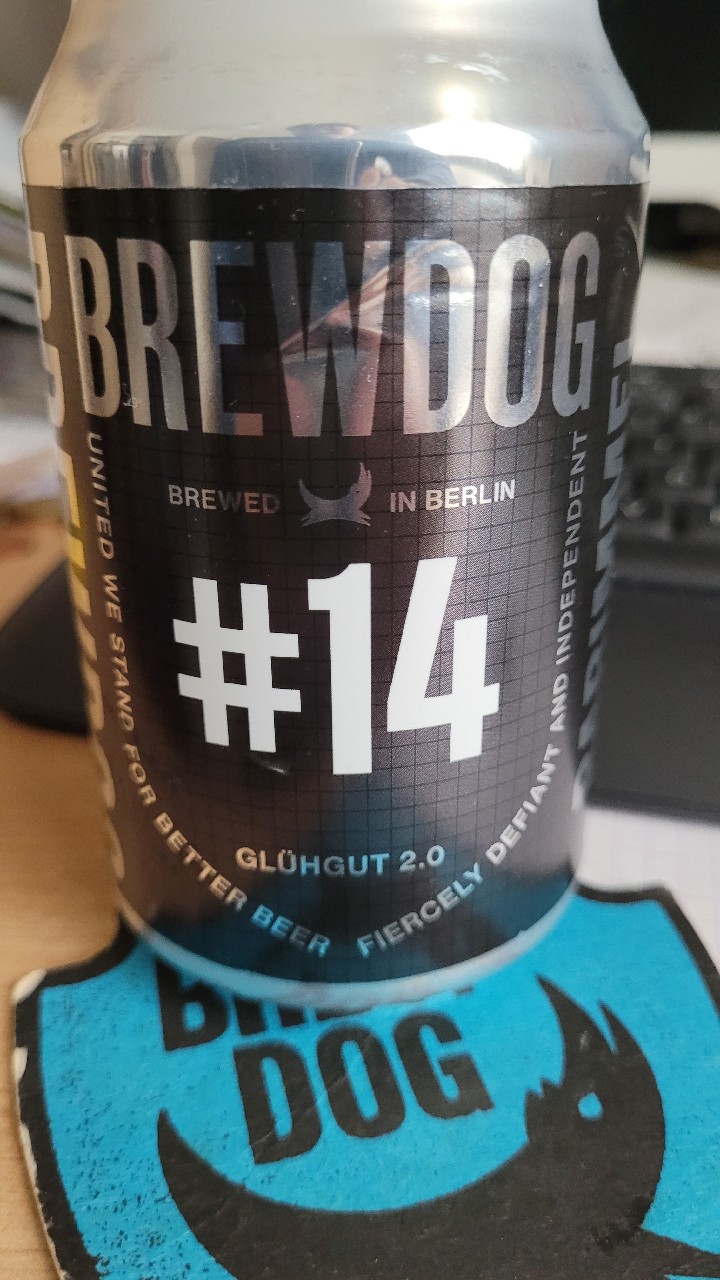 BREWDOG
BREWED IN BERLIN
#14
GLÜHGUT 2.0
UNITED WE STAND FOR BETTER BEER
FIERCELY DEFIANT AND INDEPENDENT
DOG